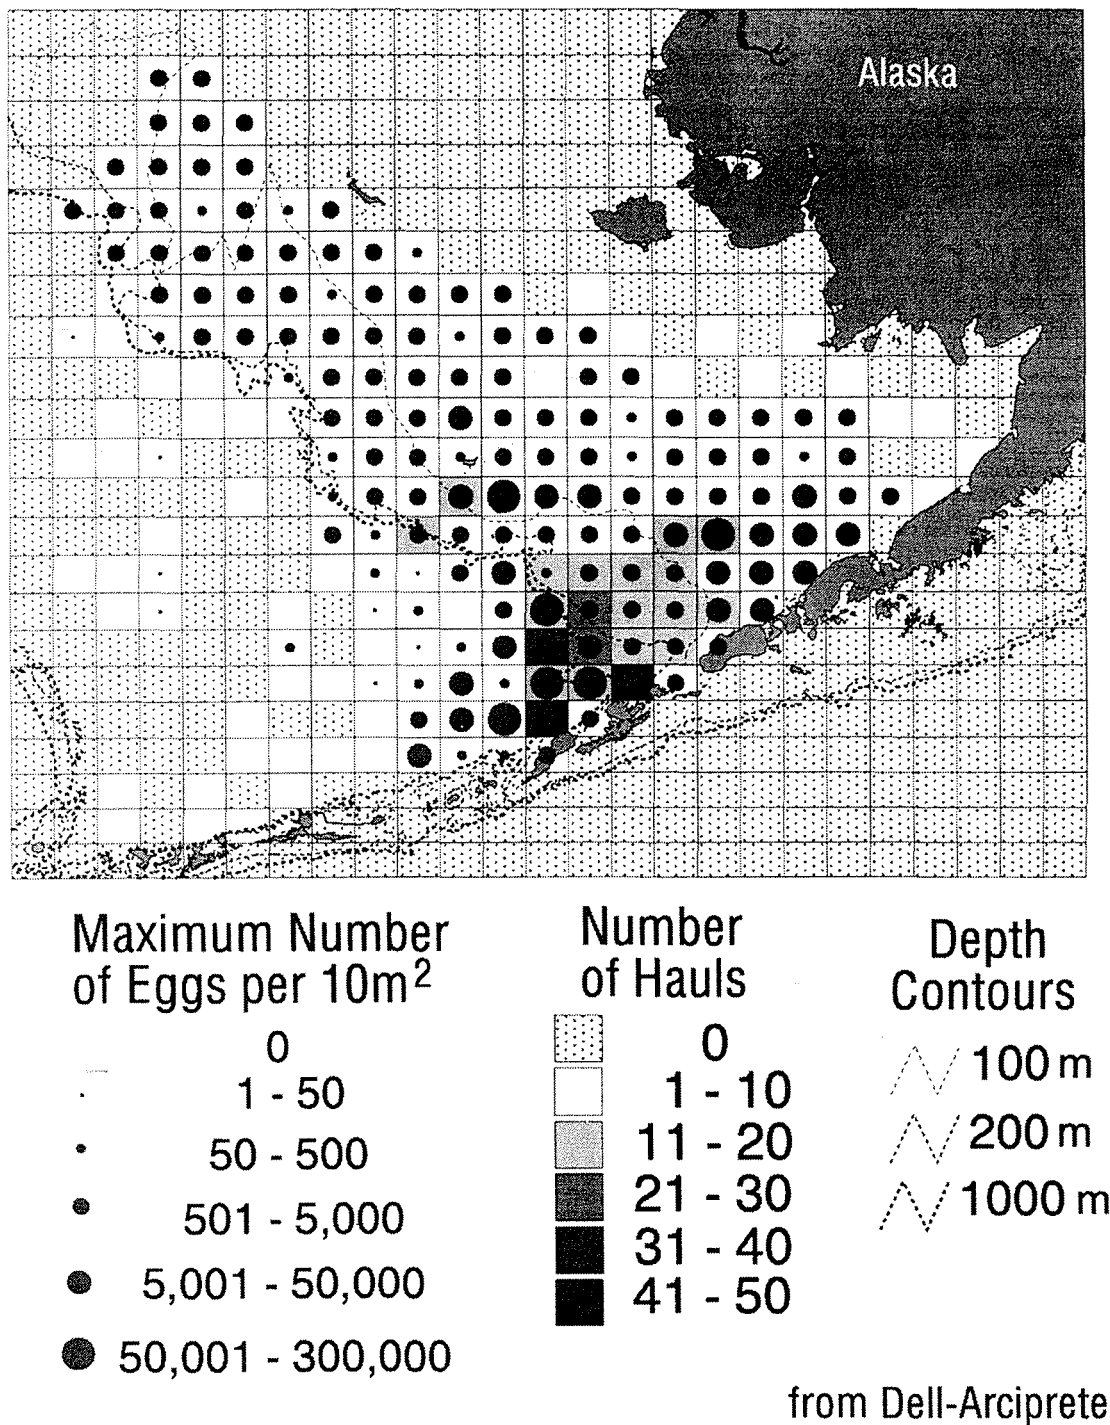 Alaska
Maximum Number
of Eggs per 10m²
0
1 - 50
50 - 500
501 - 5,000
5,001 - 50,000
50,001 - 300,000
Number
of Hauls
0
1 - 10
11 - 20
21 - 30
31 - 40
41 - 50
Depth
Contours
100 m
200 m
1000 m
from Dell-Arciprete